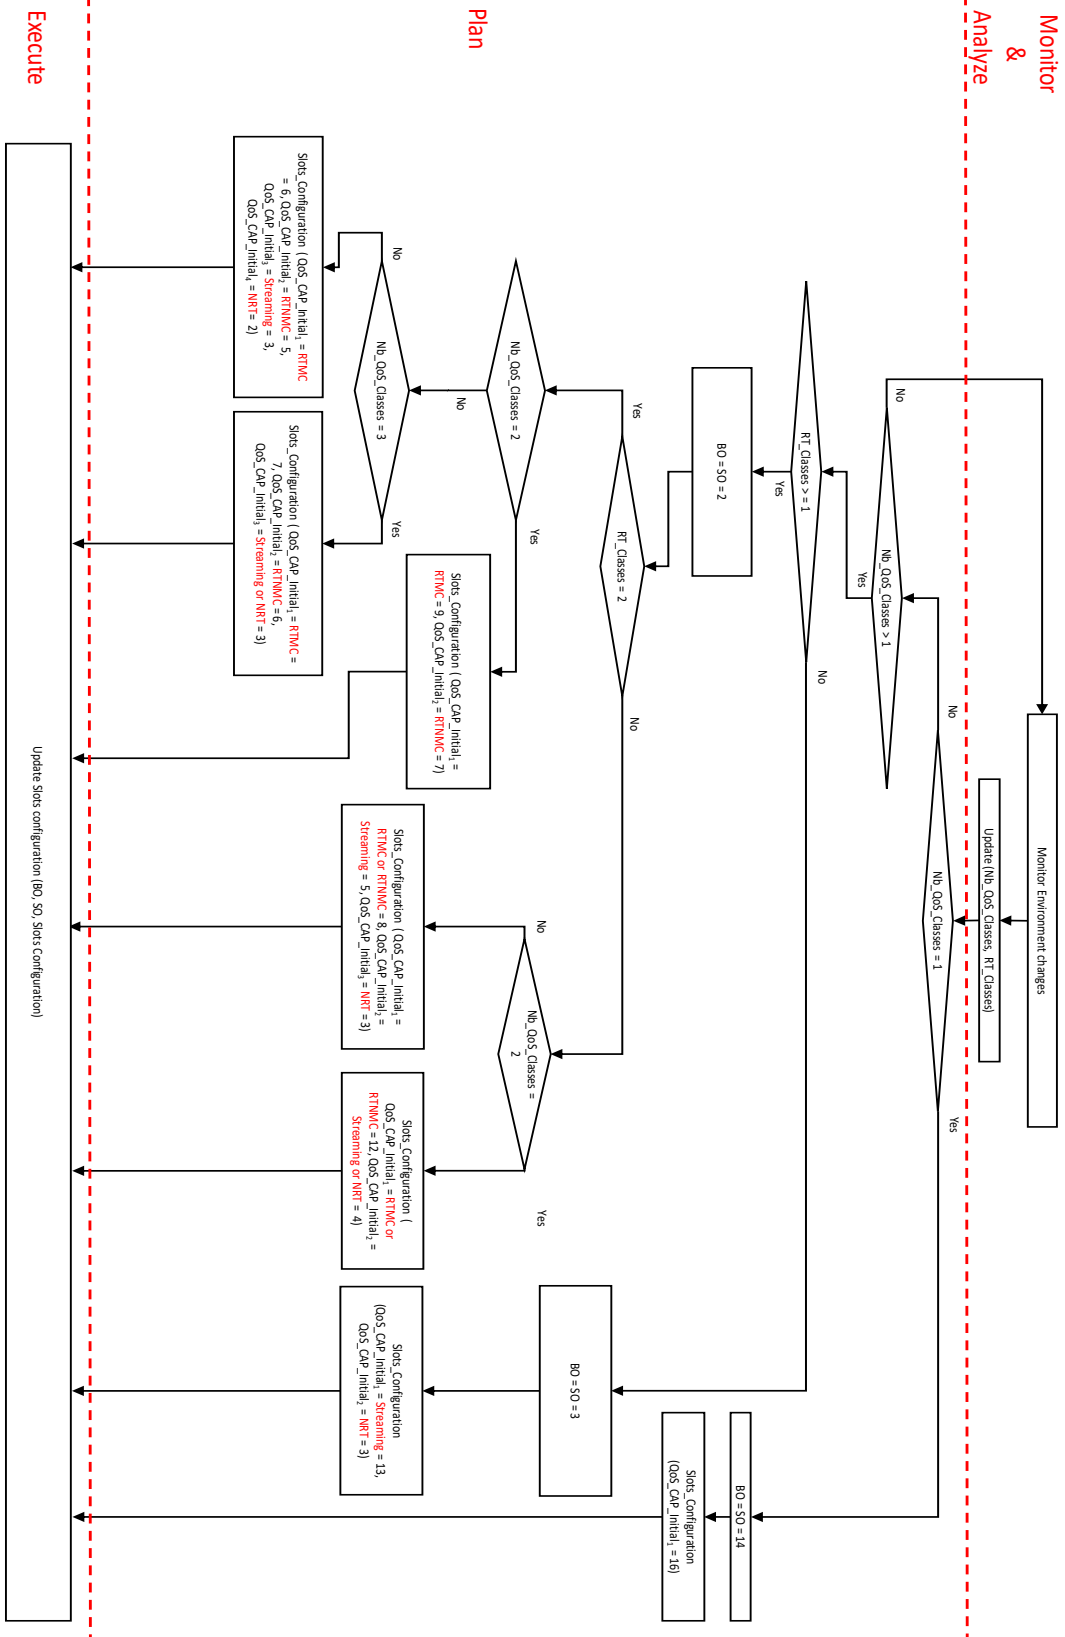 Monitor
&
Analyze
Plan
Execute
Monitor Environment changes
Update (Nb_QoS_Classes, RT_Classes)
Nb_QoS_Classes = 1
No
Yes
Nb_QoS_Classes > 1
No
Yes
RT_Classes > = 1
Yes
No
BO = SO = 2
BO = SO = 14
Slots_Configuration
(QoS_CAP_Initial₁ = 16)
RT_Classes = 2
Yes
No
BO = SO = 3
Nb_QoS_Classes = 2
No
Yes
Nb_QoS_Classes =
2
No
Yes
Nb_QoS_Classes = 3
No
Yes
Slots_Configuration ( QoS_CAP_Initial₁ =
RTMC = 9, QoS_CAP_Initial₂ = RTNMC = 7)
Slots_Configuration ( QoS_CAP_Initial₁ = RTMC
= 6, QoS_CAP_Initial₂ = RTNMC = 5,
QoS_CAP_Initial₃ = Streaming = 3,
QoS_CAP_Initial₄ = NRT = 2)
Slots_Configuration ( QoS_CAP_Initial₁ = RTMC =
7, QoS_CAP_Initial₂ = RTNMC = 6,
QoS_CAP_Initial₃ = Streaming or NRT = 3)
Slots_Configuration ( QoS_CAP_Initial₁ =
RTMC or RTNMC = 8, QoS_CAP_Initial₂ =
Streaming = 5, QoS_CAP_Initial₃ = NRT = 3)
Slots_Configuration (
QoS_CAP_Initial₁ = RTMC or
RTNMC = 12, QoS_CAP_Initial₂ =
Streaming or NRT = 4)
Slots_Configuration
(QoS_CAP_Initial₁ = Streaming = 13,
QoS_CAP_Initial₂ = NRT = 3)
Update Slots configuration (BO, SO, Slots Configuration)